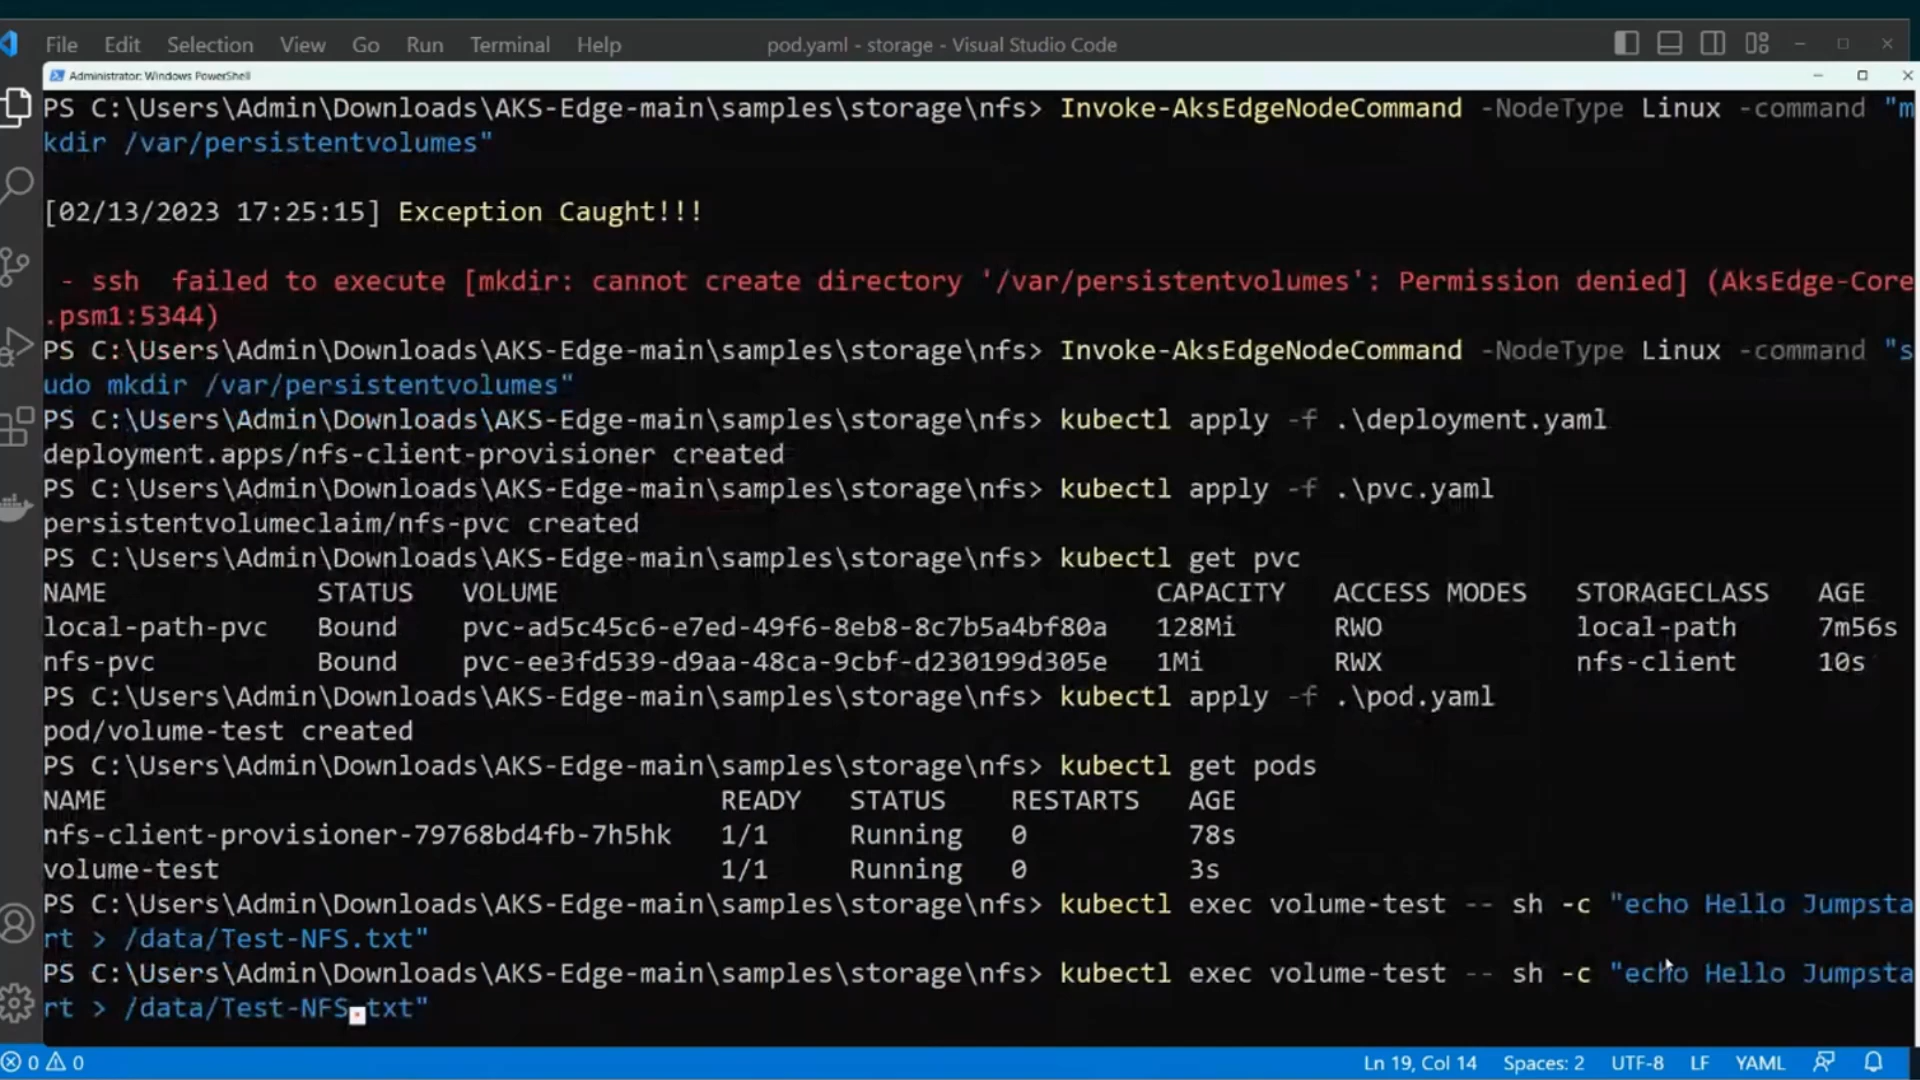 File Edit Selection View Go Run Terminal Help pod.yaml - storage - Visual Studio Code
Administrator: Windows PowerShell
PS C:\Users\Admin\Downloads\AKS-Edge-main\samples\storage\nfs> Invoke-AksEdgeNodeCommand -NodeType Linux -command "m
kdir /var/persistentvolumes"
[02/13/2023 17:25:15] Exception Caught!!!
- ssh  failed to execute [mkdir: cannot create directory '/var/persistentvolumes': Permission denied] (AksEdge-Core
.psm1:5344)
PS C:\Users\Admin\Downloads\AKS-Edge-main\samples\storage\nfs> Invoke-AksEdgeNodeCommand -NodeType Linux -command "s
udo mkdir /var/persistentvolumes"
PS C:\Users\Admin\Downloads\AKS-Edge-main\samples\storage\nfs> kubectl apply -f .\deployment.yaml
deployment.apps/nfs-client-provisioner created
PS C:\Users\Admin\Downloads\AKS-Edge-main\samples\storage\nfs> kubectl apply -f .\pvc.yaml
persistentvolumeclaim/nfs-pvc created
PS C:\Users\Admin\Downloads\AKS-Edge-main\samples\storage\nfs> kubectl get pvc
NAME STATUS VOLUME CAPACITY ACCESS MODES STORAGECLASS AGE
local-path-pvc Bound pvc-ad5c45c6-e7ed-49f6-8eb8-8c7b5a4bf80a 128Mi RWO local-path 7m56s
nfs-pvc Bound pvc-ee3fd539-d9aa-48ca-9cbf-d230199d305e 1Mi RWX nfs-client 10s
PS C:\Users\Admin\Downloads\AKS-Edge-main\samples\storage\nfs> kubectl apply -f .\pod.yaml
pod/volume-test created
PS C:\Users\Admin\Downloads\AKS-Edge-main\samples\storage\nfs> kubectl get pods
NAME READY STATUS RESTARTS AGE
nfs-client-provisioner-79768bd4fb-7h5hk 1/1 Running 0 78s
volume-test 1/1 Running 0 3s
PS C:\Users\Admin\Downloads\AKS-Edge-main\samples\storage\nfs> kubectl exec volume-test -- sh -c "echo Hello Jumpsta
rt > /data/Test-NFS.txt"
PS C:\Users\Admin\Downloads\AKS-Edge-main\samples\storage\nfs> kubectl exec volume-test -- sh -c "echo Hello Jumpsta
rt > /data/Test-NFS.txt"
0 0 Ln 19, Col 14 Spaces: 2 UTF-8 LF YAML